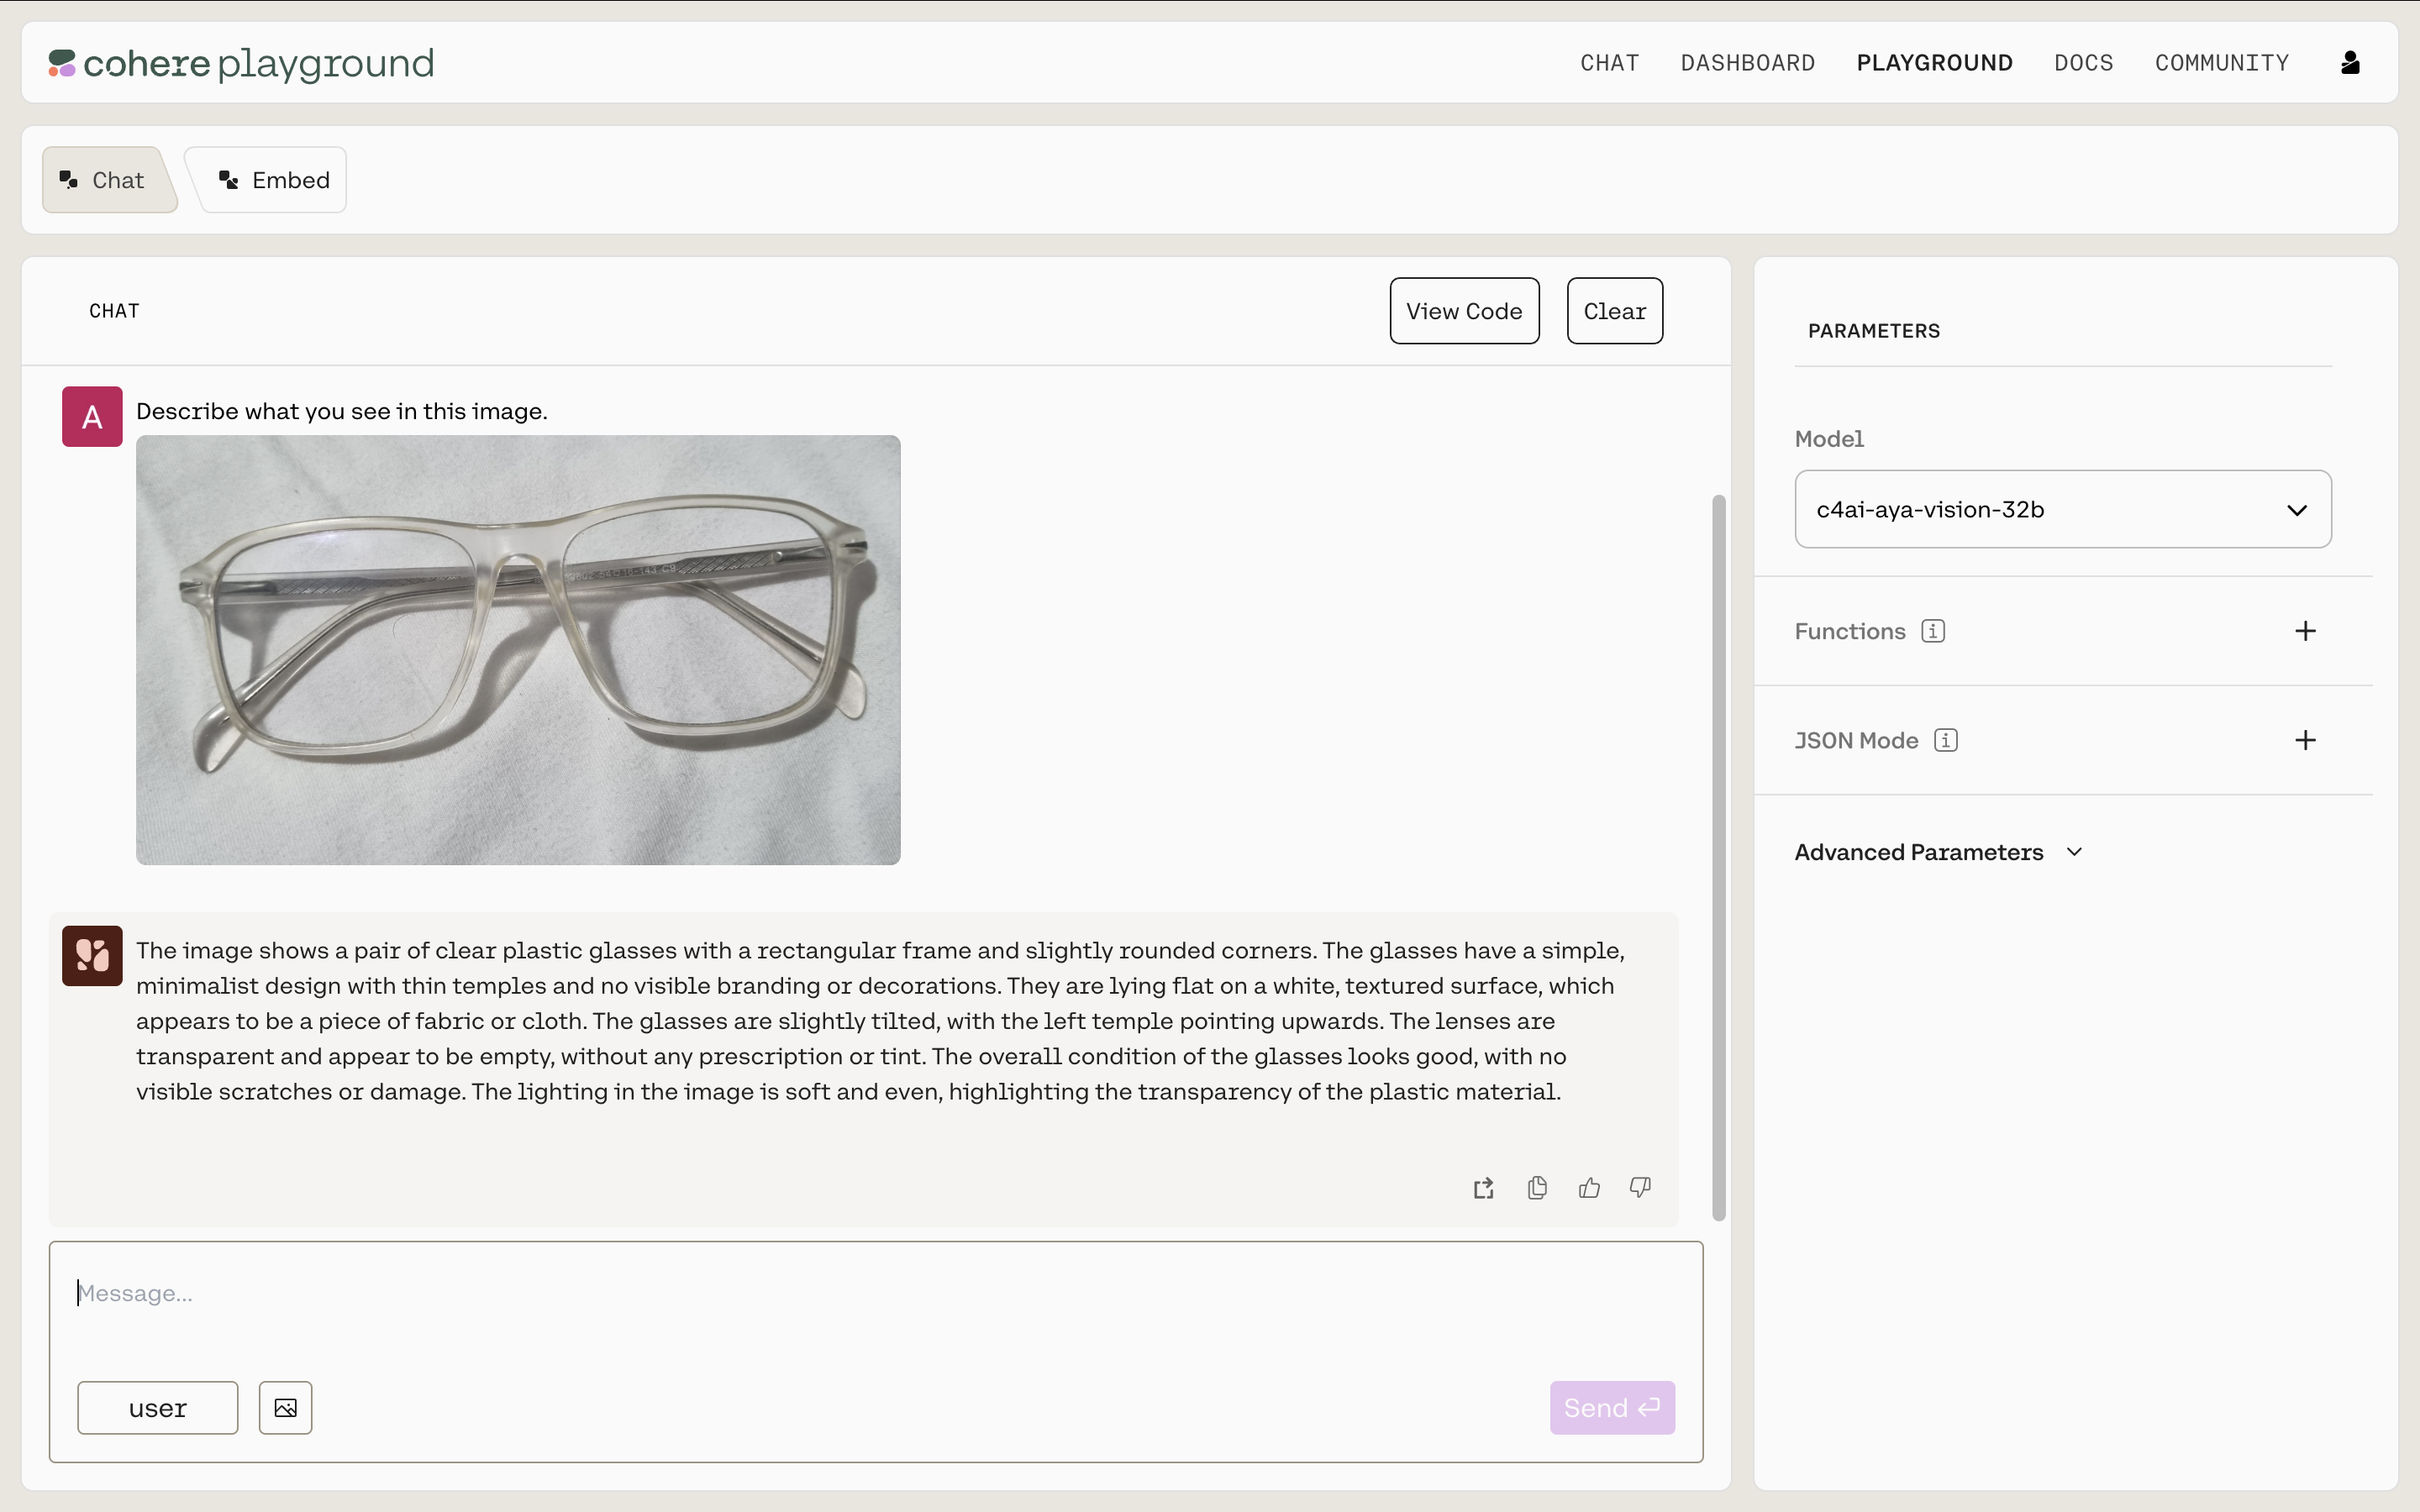 cohere playground
CHAT DASHBOARD PLAYGROUND DOCS COMMUNITY
Chat Embed
CHAT
View Code Clear
A Describe what you see in this image.
The image shows a pair of clear plastic glasses with a rectangular frame and slightly rounded corners. The glasses have a simple,
minimalist design with thin temples and no visible branding or decorations. They are lying flat on a white, textured surface, which
appears to be a piece of fabric or cloth. The glasses are slightly tilted, with the left temple pointing upwards. The lenses are
transparent and appear to be empty, without any prescription or tint. The overall condition of the glasses looks good, with no
visible scratches or damage. The lighting in the image is soft and even, highlighting the transparency of the plastic material.
Message...
user
Send
PARAMETERS
Model
c4ai-aya-vision-32b
Functions
JSON Mode
Advanced Parameters